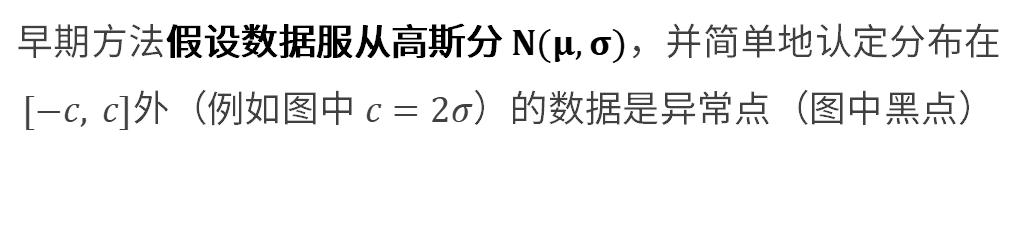 早期方法假设数据服从高斯分 N(μ, σ)，并简单地认定分布在
[−c, c]外（例如图中 c = 2σ）的数据是异常点（图中黑点）